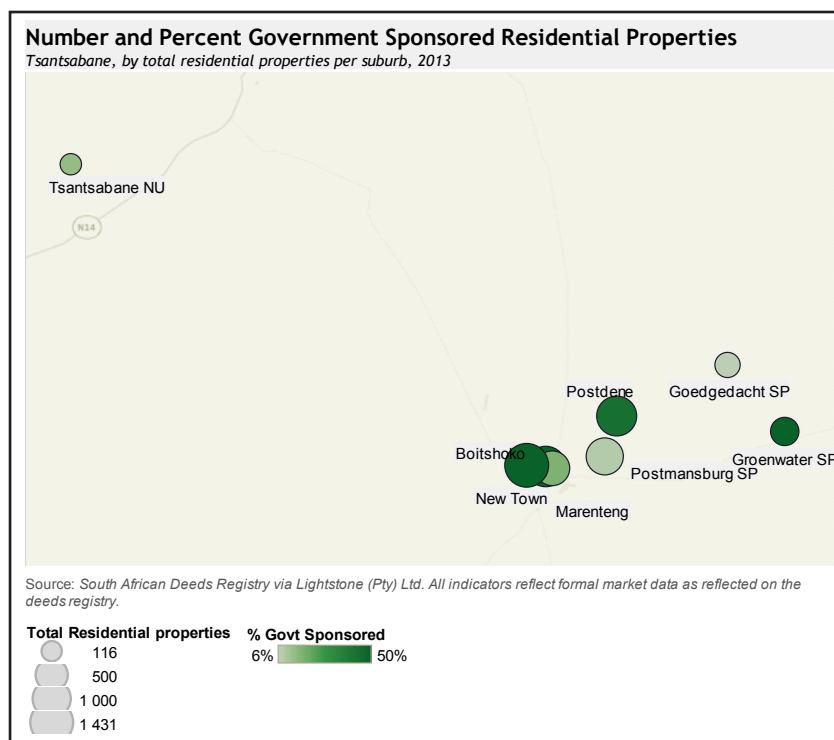 Number and Percent Government Sponsored Residential Properties
Tsantsabane, by total residential properties per suburb, 2013
Tsantsabane NU
N14
Postdene
Goedgedacht SP
Boitshoko
Groenwater SP
Postmansburg SP
New Town
Marenteng
Source: South African Deeds Registry via Lightstone (Pty) Ltd. All indicators reflect formal market data as reflected on the
deeds registry.
Total Residential properties
116
500
1 000
1 431
% Govt Sponsored
6%
50%